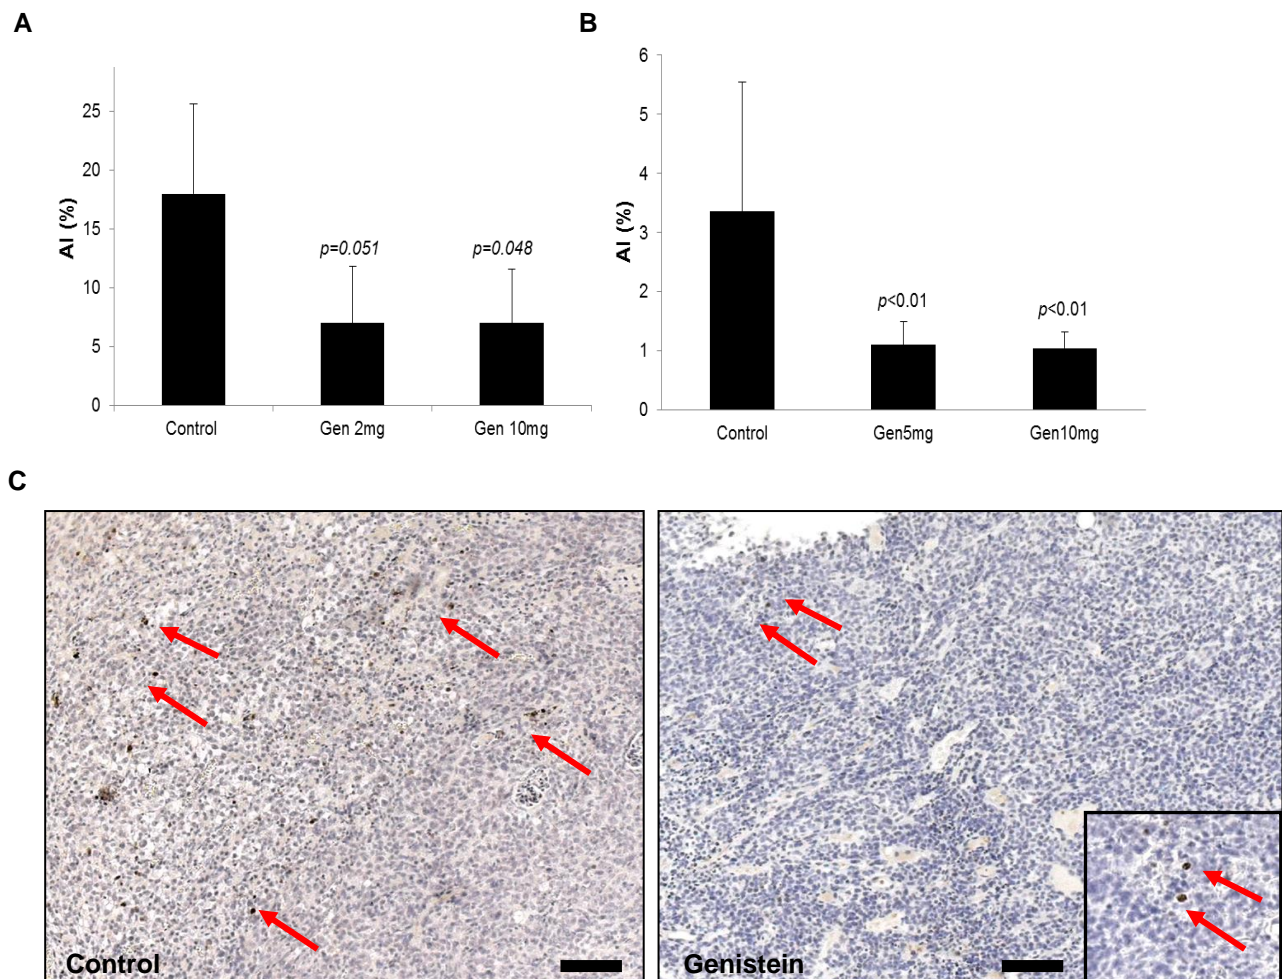 A
B
AI (%)
25
20
15
10
5
0
p=0.051
p=0.048
Control
Gen 2mg
Gen 10mg
AI (%)
6
5
4
3
2
1
0
p<0.01
p<0.01
Control
Gen5mg
Gen10mg
C
Control
Genistein